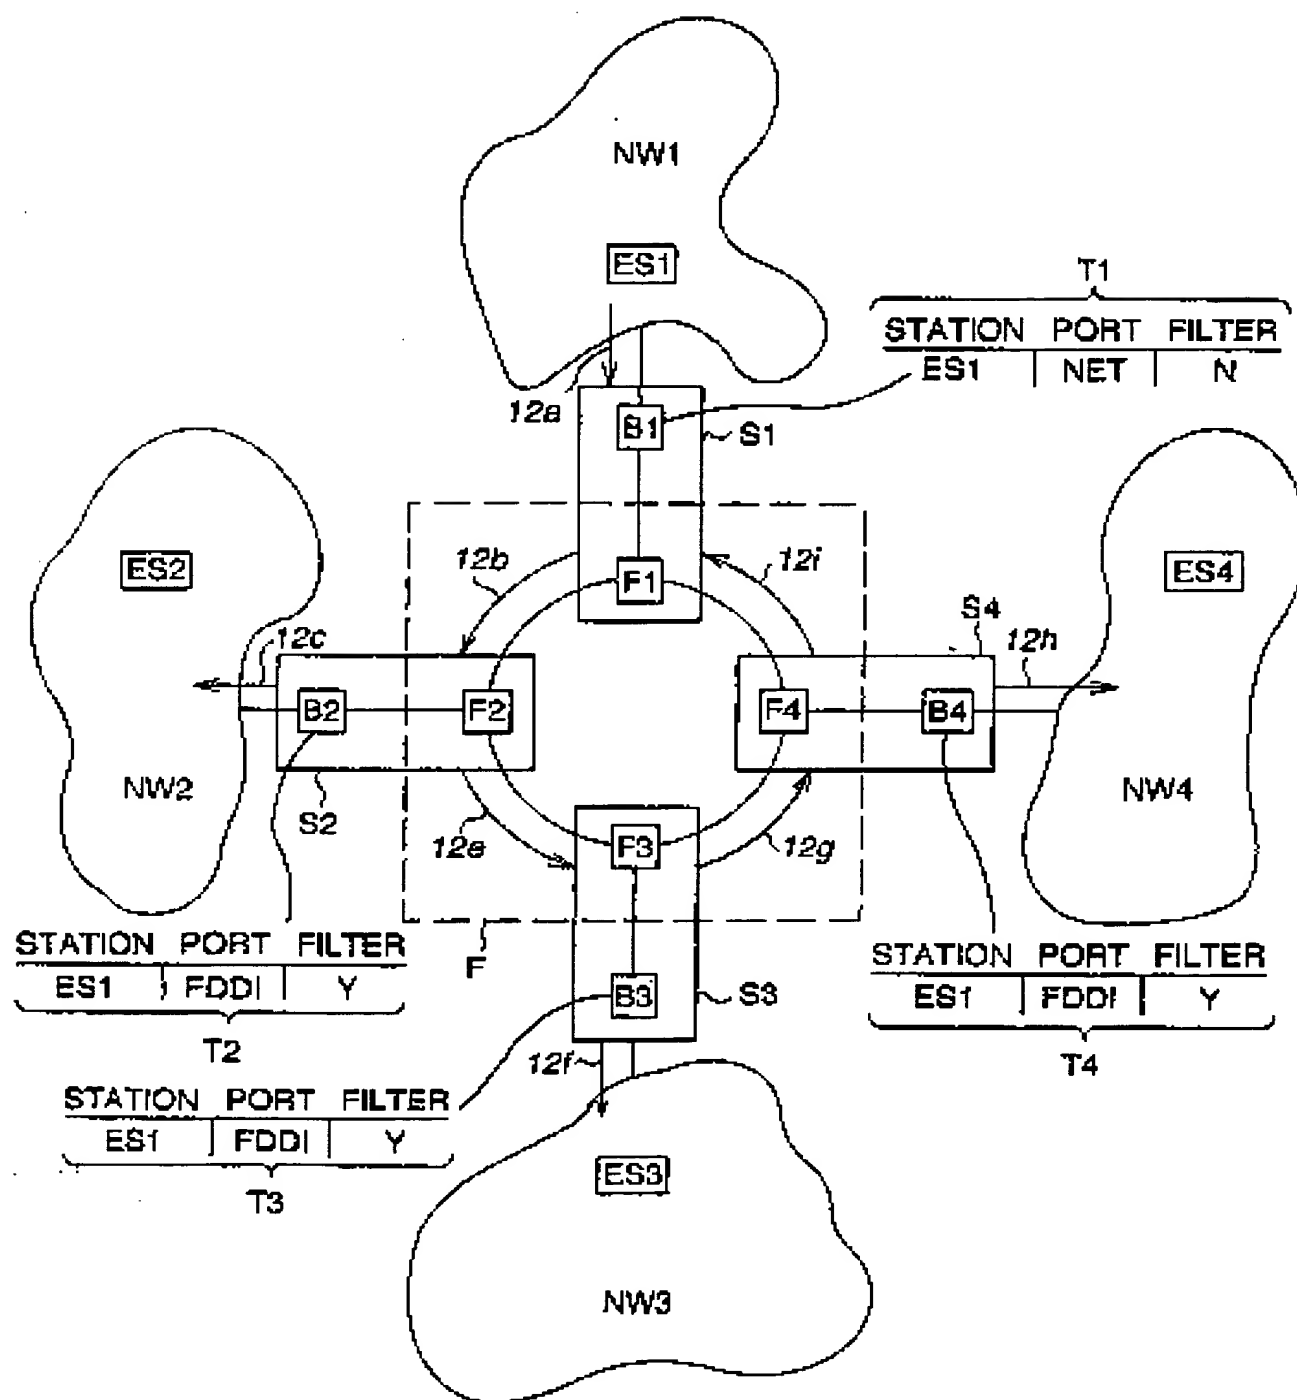 NW1
ES1
T1
STATION PORT FILTER
ES1 NET N
12a
B1
S1
12b
F1
12i
ES2
ES4
12c
S4
12h
B2
F2
F4
B4
NW2
S2
NW4
12e
F3
12g
STATION PORT FILTER
ES1 FDDI Y
T2
F
B3
S3
STATION PORT FILTER
ES1 FDDI Y
T4
12f
STATION PORT FILTER
ES1 FDDI Y
T3
ES3
NW3